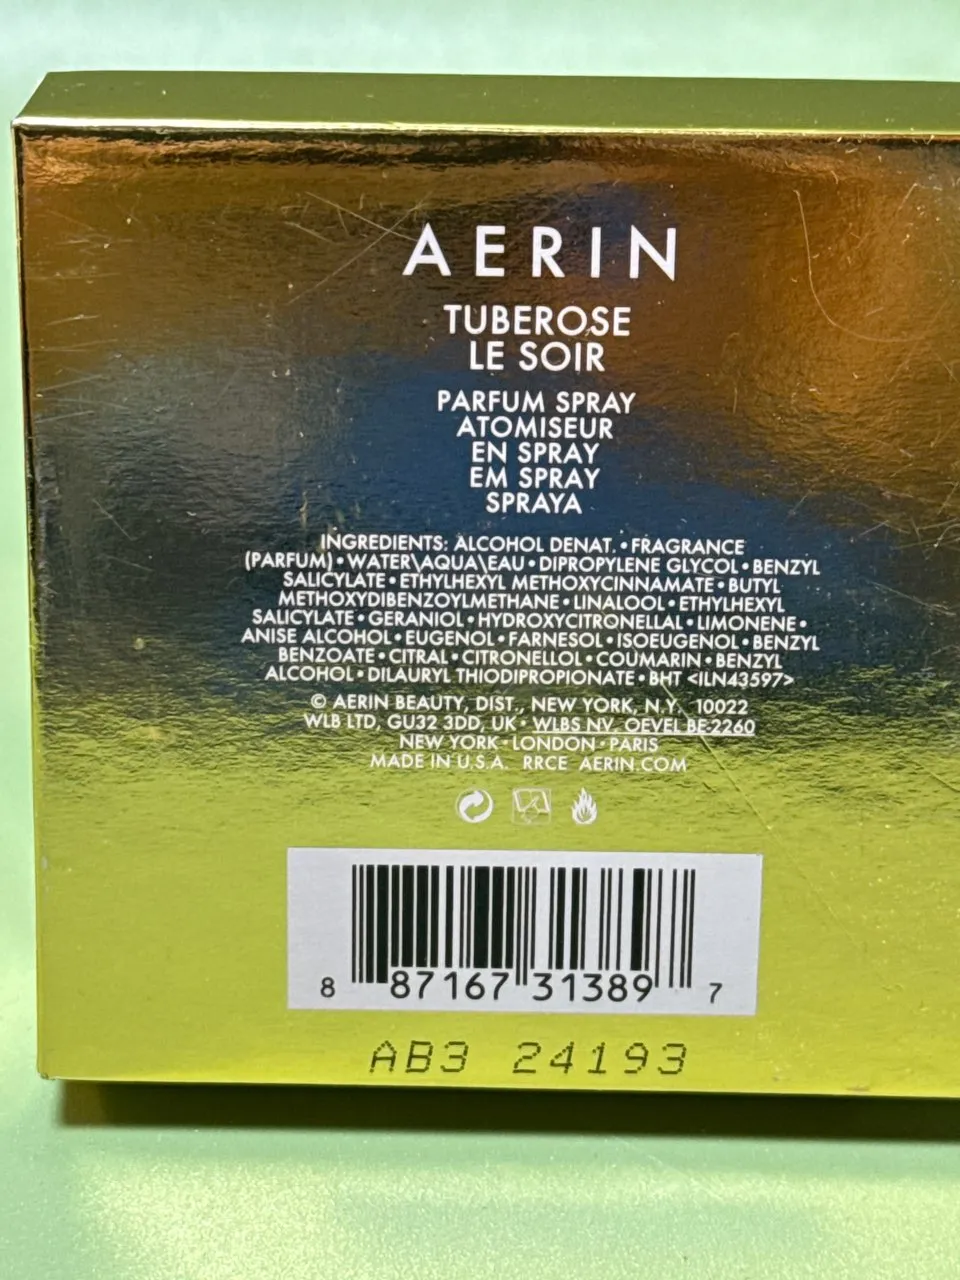 AERIN
TUBEROSE
LE SOIR
PARFUM SPRAY
ATOMISEUR
EN SPRAY
EM SPRAY
SPRAYA
INGREDIENTS: ALCOHOL DENAT. • FRAGRANCE
(PARFUM) • WATER\AQUA\EAU • DIPROPYLENE GLYCOL • BENZYL
SALICYLATE • ETHYLHEXYL METHOXYCINNAMATE • BUTYL
METHOXYDIBENZOYLMETHANE • LINALOOL • ETHYLHEXYL
SALICYLATE • GERANIOL • HYDROXYCITRONELLAL • LIMONENE •
ANISE ALCOHOL • EUGENOL • FARNESOL • ISOEUGENOL • BENZYL
BENZOATE • CITRAL • CITRONELLOL • COUMARIN • BENZYL
ALCOHOL • DILAURYL THIODIPROPIONATE • BHT <ILN43597>
© AERIN BEAUTY, DIST., NEW YORK, N.Y. 10022
WLB LTD, GU32 3DD, UK • WLBS NV, OEVEL BE-2260
NEW YORK • LONDON • PARIS
MADE IN U.S.A. RRCE AERIN.COM
8 87167 31389 7
AB3 24193